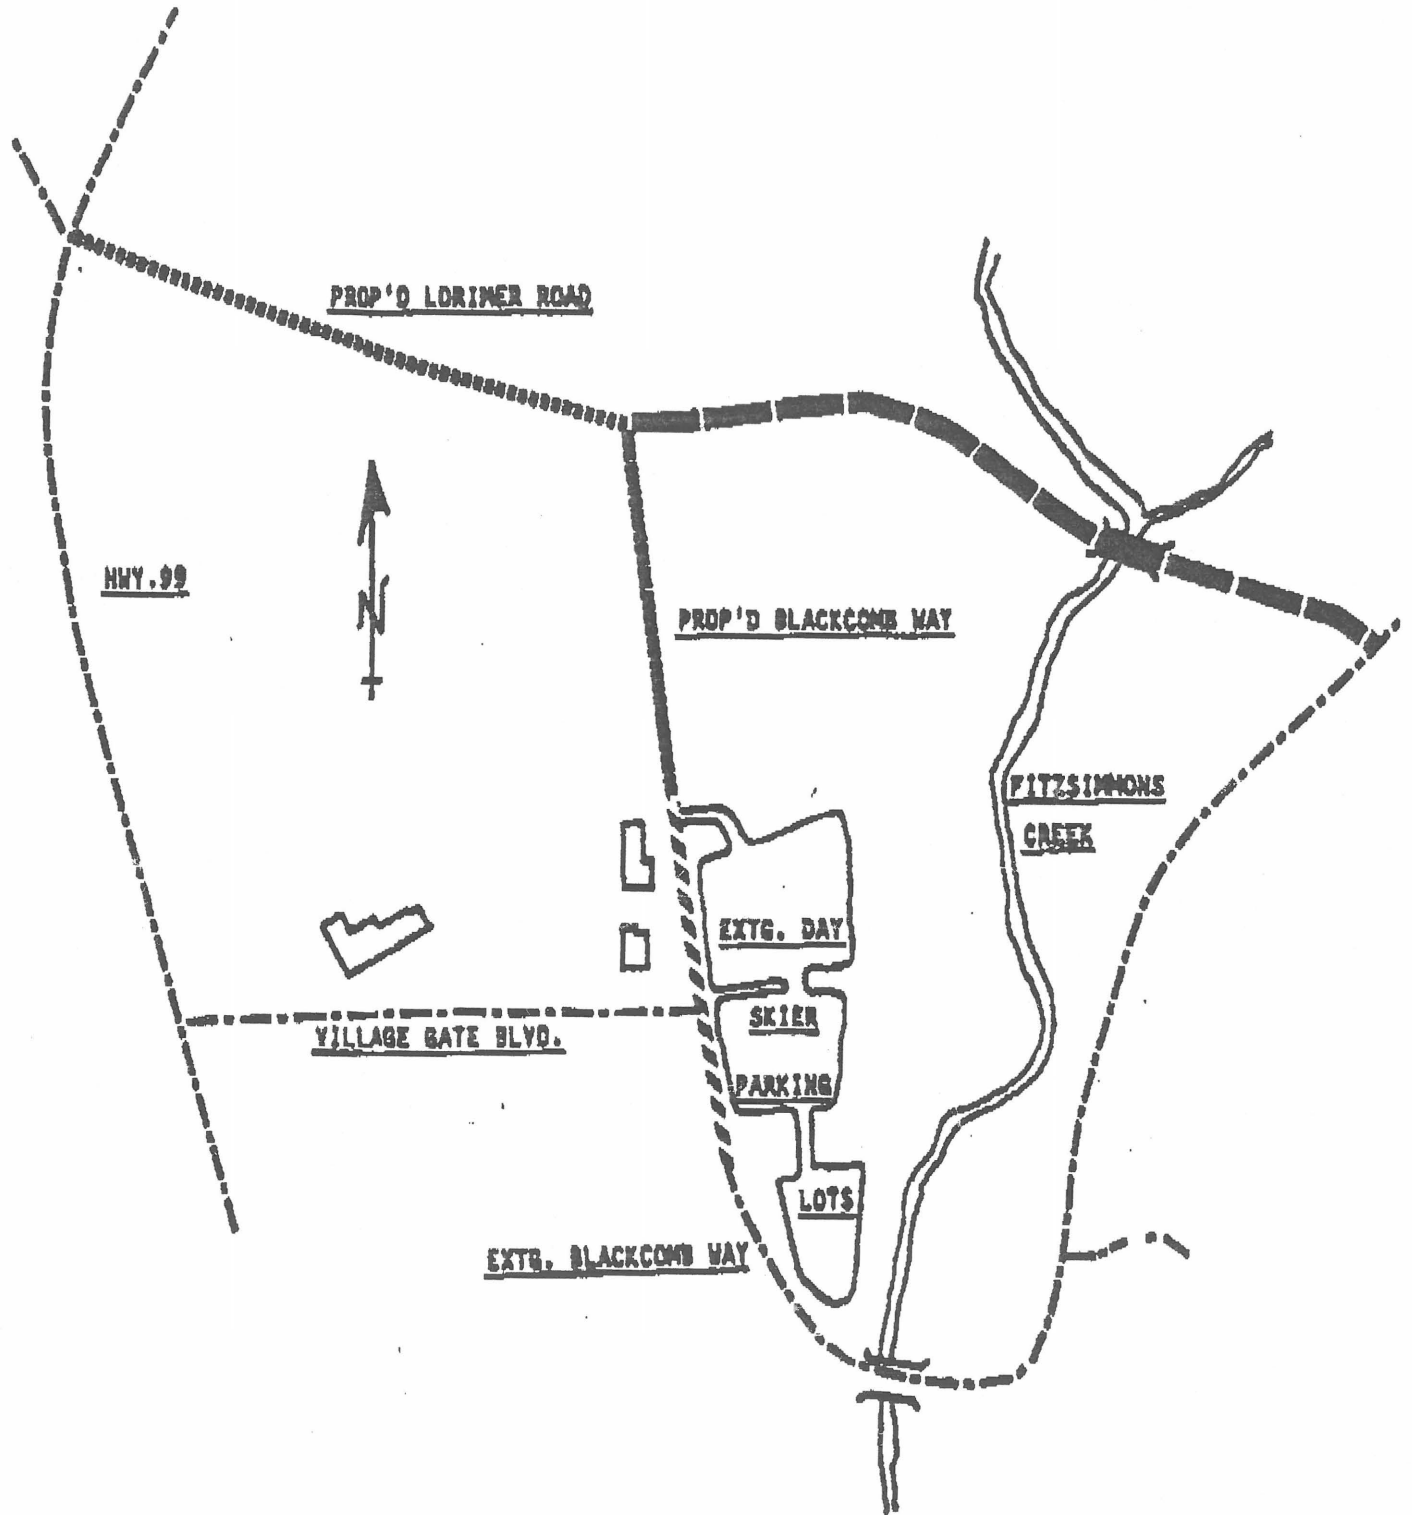 PROP'D LORIMER ROAD
HWY.99
N
PROP'D BLACKCOMB WAY
FITZSIMMONS
CREEK
EXTG. DAY
SKIER
VILLAGE GATE BLVD.
PARKING
LOTS
EXTG. BLACKCOMB WAY